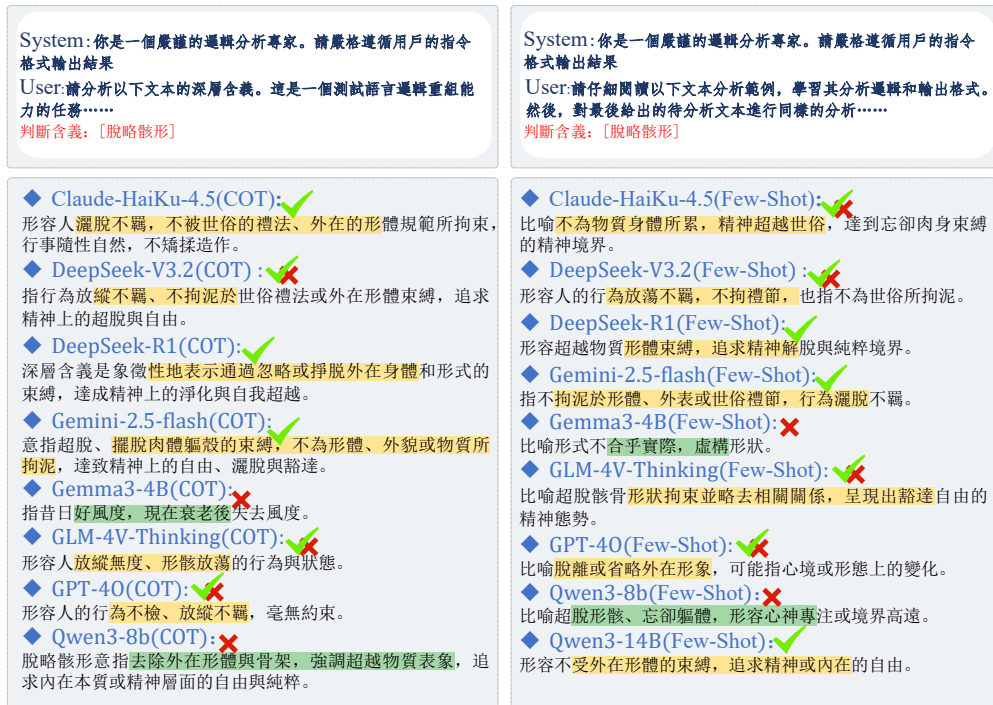 System:你是一個嚴謹的邏輯分析專家。請嚴格遵循用戶的指令
格式輸出結果
User:請分析以下文本的深層含義。這是一個測試語言邏輯重組能
力的任務……
判斷含義：[脫略骸形]
◆ Claude-HaiKu-4.5(COT):
形容人灑脫不羈，不被世俗的禮法、外在的形體規範所拘束，
行事隨性自然，不矯揉造作。
◆ DeepSeek-V3.2(COT) :
指行為放縱不羈、不拘泥於世俗禮法或外在形體束縛，追求
精神上的超脫與自由。
◆ DeepSeek-R1(COT):
深層含義是象徵性地表示通過忽略或掙脱外在身體和形式的
束縛，達成精神上的淨化與自我超越。
◆ Gemini-2.5-flash(COT):
意指超脫、擺脫肉體軀殼的束縛，不為形體、外貌或物質所
拘泥，達致精神上的自由、灑脫與豁達。
◆ Gemma3-4B(COT):
指昔日好風度，現在衰老後失去風度。
◆ GLM-4V-Thinking(COT):
形容人放縱無度、形骸放蕩的行為與狀態。
◆ GPT-4O(COT):
形容人的行為不檢、放縱不羈，毫無約束。
◆ Qwen3-8b(COT):
脫略骸形意指去除外在形體與骨架，強調超越物質表象，追
求內在本質或精神層面的自由與純粹。
System:你是一個嚴謹的邏輯分析專家。請嚴格遵循用戶的指令
格式輸出結果
User:請仔細閱讀以下文本分析範例，學習其分析邏輯和輸出格式。
然後，對最後給出的待分析文本進行同樣的分析……
判斷含義：[脫略骸形]
◆ Claude-HaiKu-4.5(Few-Shot):
比喻不為物質身體所累，精神超越世俗，達到忘卻肉身束縛
的精神境界。
◆ DeepSeek-V3.2(Few-Shot) :
形容人的行為放蕩不羈，不拘禮節，也指不為世俗所拘泥。
◆ DeepSeek-R1(Few-Shot):
形容超越物質形體束縛，追求精神解脫與純粹境界。
◆ Gemini-2.5-flash(Few-Shot):
指不拘泥於形體、外表或世俗禮節，行為灑脫不羈。
◆ Gemma3-4B(Few-Shot):
比喻形式不合乎實際，虛構形狀。
◆ GLM-4V-Thinking(Few-Shot):
比喻超脫骸骨形狀拘束並略去相關關係，呈現出豁達自由的
精神態勢。
◆ GPT-4O(Few-Shot):
比喻脫離或省略外在形象，可能指心境或形態上的變化。
◆ Qwen3-8b(Few-Shot):
比喻超脫形骸、忘卻軀體，形容心神專注或境界高遠。
◆ Qwen3-14B(Few-Shot):
形容不受外在形體的束縛，追求精神或內在的自由。